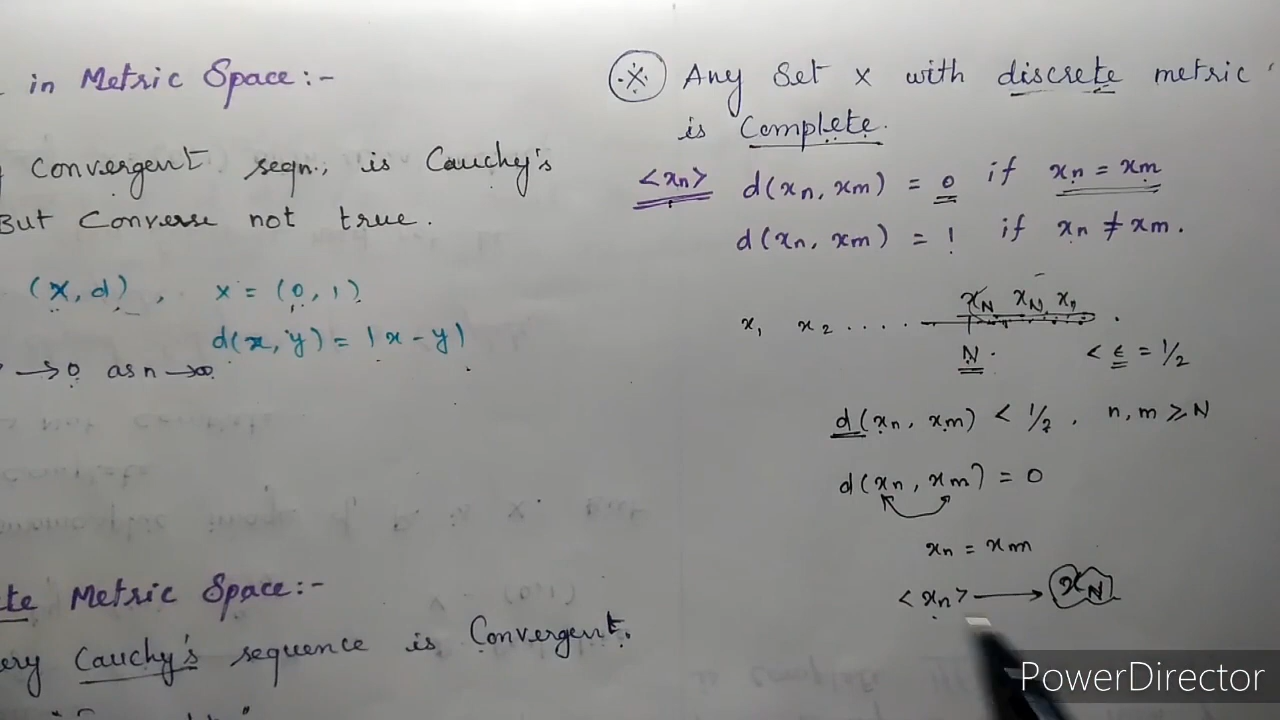 in Metric Space:-
Convergent seqn., is Cauchy's
But Converse not true.
(X,d), X = (0,1)
d(x,y) = |x-y|
→0 as n→∞
te Metric Space:-
ery Cauchy's sequence is Convergent.
Any Set X with discrete metric
is Complete.
<xn> d(xn, xm) = 0 if xn = xm
d(xn, xm) = 1 if xn ≠ xm.
x1 x2 .... xN xN xn .
N. < ε = 1/2
d(xn, xm) < 1/2, n,m ≥ N
d(xn, xm) = 0
xn = xm
<xn> → xN
PowerDirector